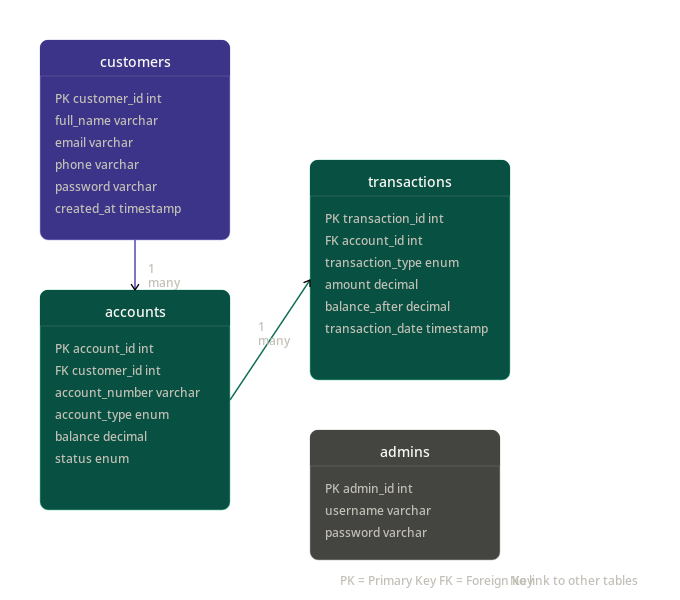 customers
PK customer_id int
full_name varchar
email varchar
phone varchar
password varchar
created_at timestamp
1
many
accounts
PK account_id int
FK customer_id int
account_number varchar
account_type enum
balance decimal
status enum
1
many
transactions
PK transaction_id int
FK account_id int
transaction_type enum
amount decimal
balance_after decimal
transaction_date timestamp
admins
PK admin_id int
username varchar
password varchar
PK = Primary Key FK = Foreign Key
No link to other tables